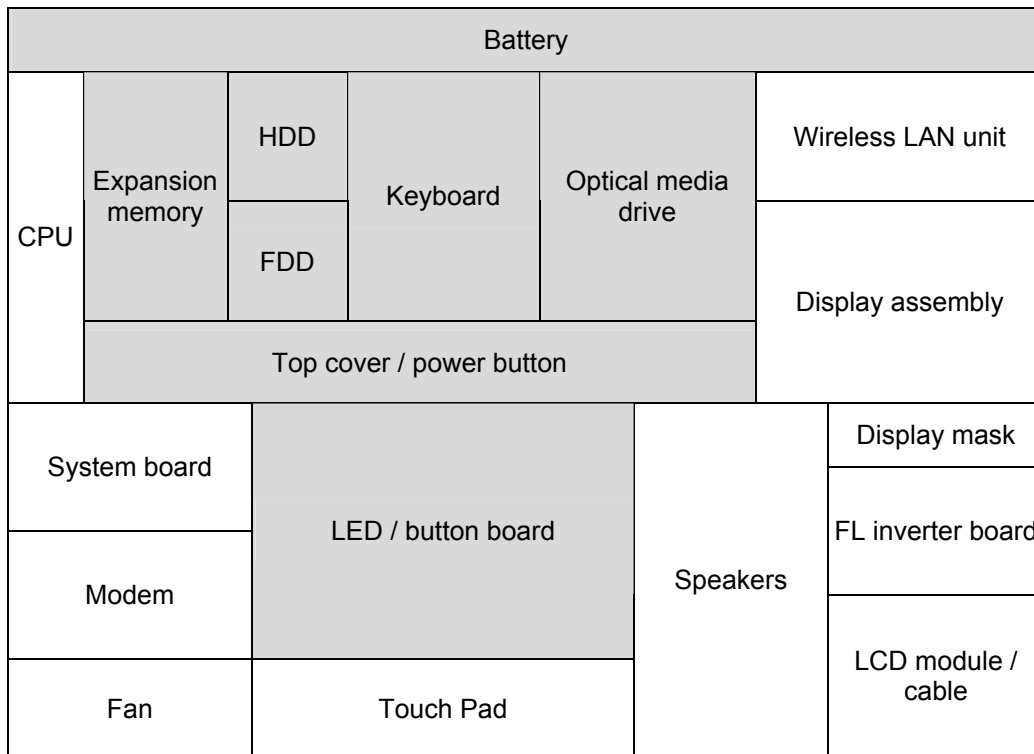 Battery
CPU
Expansion
memory
HDD
FDD
Keyboard
Optical media
drive
Wireless LAN unit
Display assembly
Top cover / power button
System board
Modem
Fan
LED / button board
Touch Pad
Speakers
Display mask
FL inverter board
LCD module /
cable